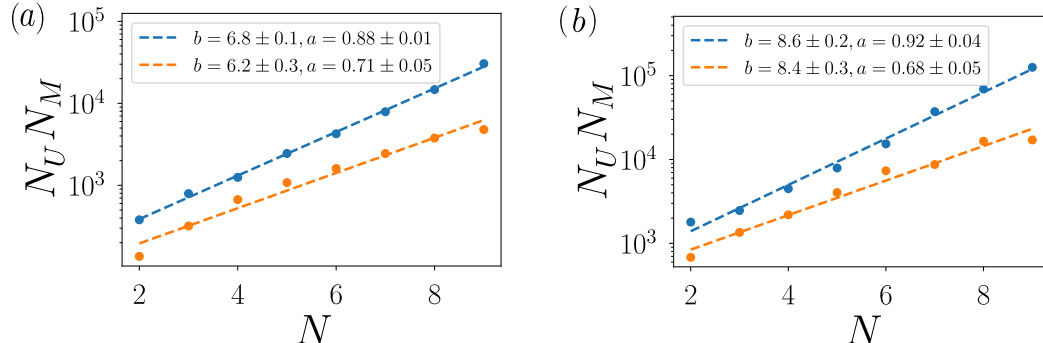 (a)
N_U N_M
10^5
10^4
10^3
b = 6.8 ± 0.1, a = 0.88 ± 0.01
b = 6.2 ± 0.3, a = 0.71 ± 0.05
2 4 6 8
N
(b)
N_U N_M
10^5
10^4
10^3
b = 8.6 ± 0.2, a = 0.92 ± 0.04
b = 8.4 ± 0.3, a = 0.68 ± 0.05
2 4 6 8
N